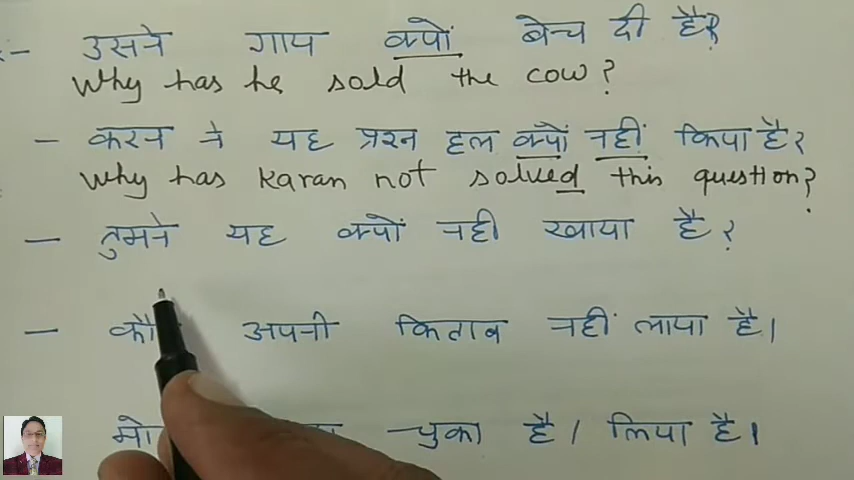 :- उसने गाय क्यों बेच दी है?
Why has he sold the cow?
- करन ने यह प्रश्न हल क्यों नहीं किया है?
Why has Karan not solved this question?
- तुमने यह क्यों नही खाया है?
- अपनी किताब नहीं लाया है।
चुका है। लिया है।